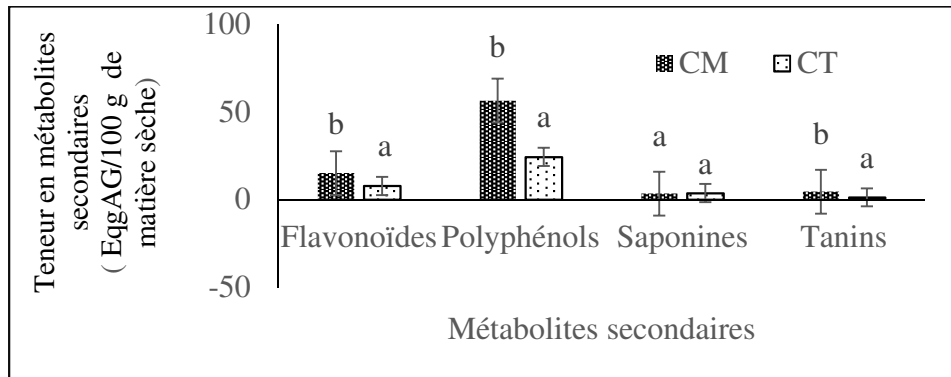 Teneur en métabolites
secondaires
( EqgAG/100 g de
matière sèche)
100
50
0
-50
CM
CT
b
a
b
a
a
a
b
a
Flavonoïdes Polyphénols Saponines Tanins
Métabolites secondaires